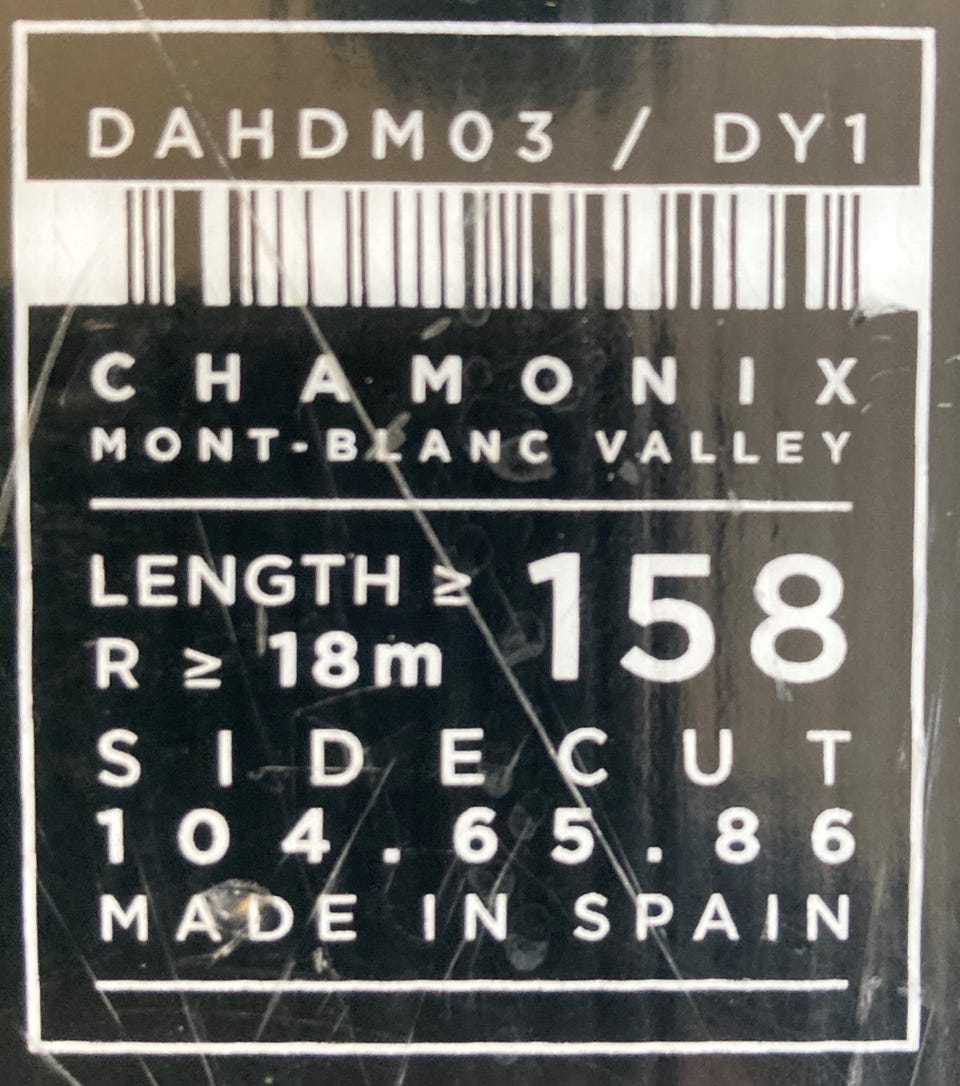 DAHDM03 / DY1
CHAMONIX
MONT-BLANC VALLEY
LENGTH ≥ 158
R ≥ 18m
SIDECUT
104.65.86
MADE IN SPAIN